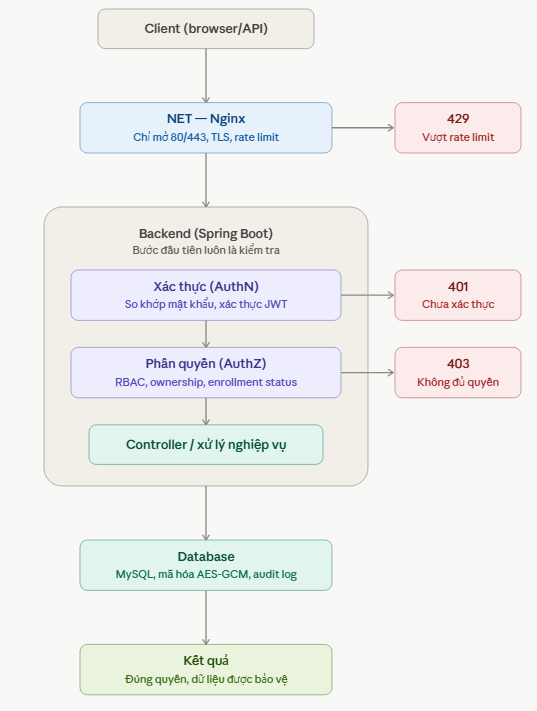 Client (browser/API)
NET — Nginx
Chỉ mở 80/443, TLS, rate limit
429
Vượt rate limit
Backend (Spring Boot)
Bước đầu tiên luôn là kiểm tra
Xác thực (AuthN)
So khớp mật khẩu, xác thực JWT
401
Chưa xác thực
Phân quyền (AuthZ)
RBAC, ownership, enrollment status
403
Không đủ quyền
Controller / xử lý nghiệp vụ
Database
MySQL, mã hóa AES-GCM, audit log
Kết quả
Đúng quyền, dữ liệu được bảo vệ